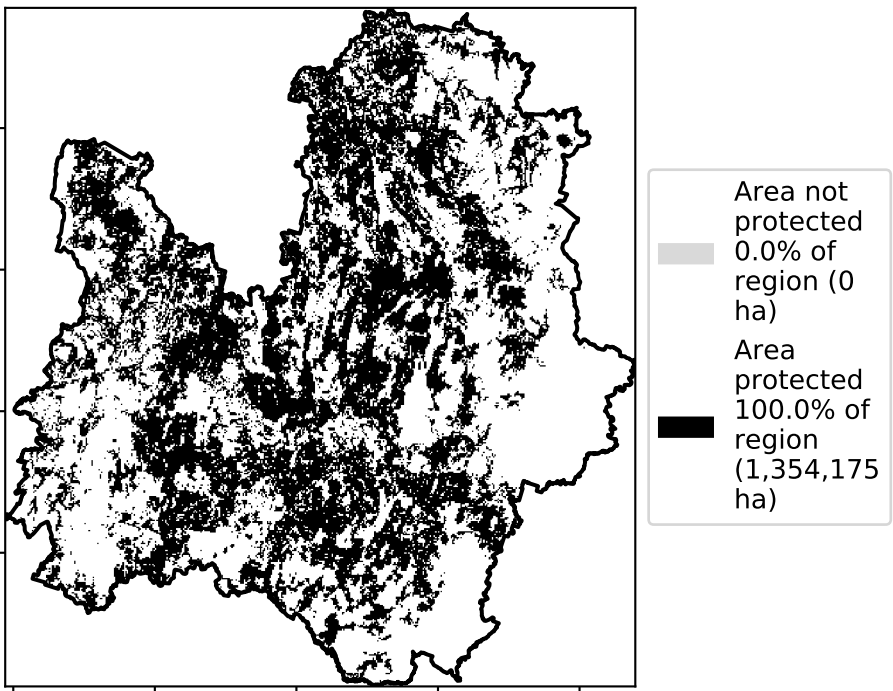 Area not
protected
0.0% of
region (0
ha)
Area
protected
100.0% of
region
(1,354,175
ha)